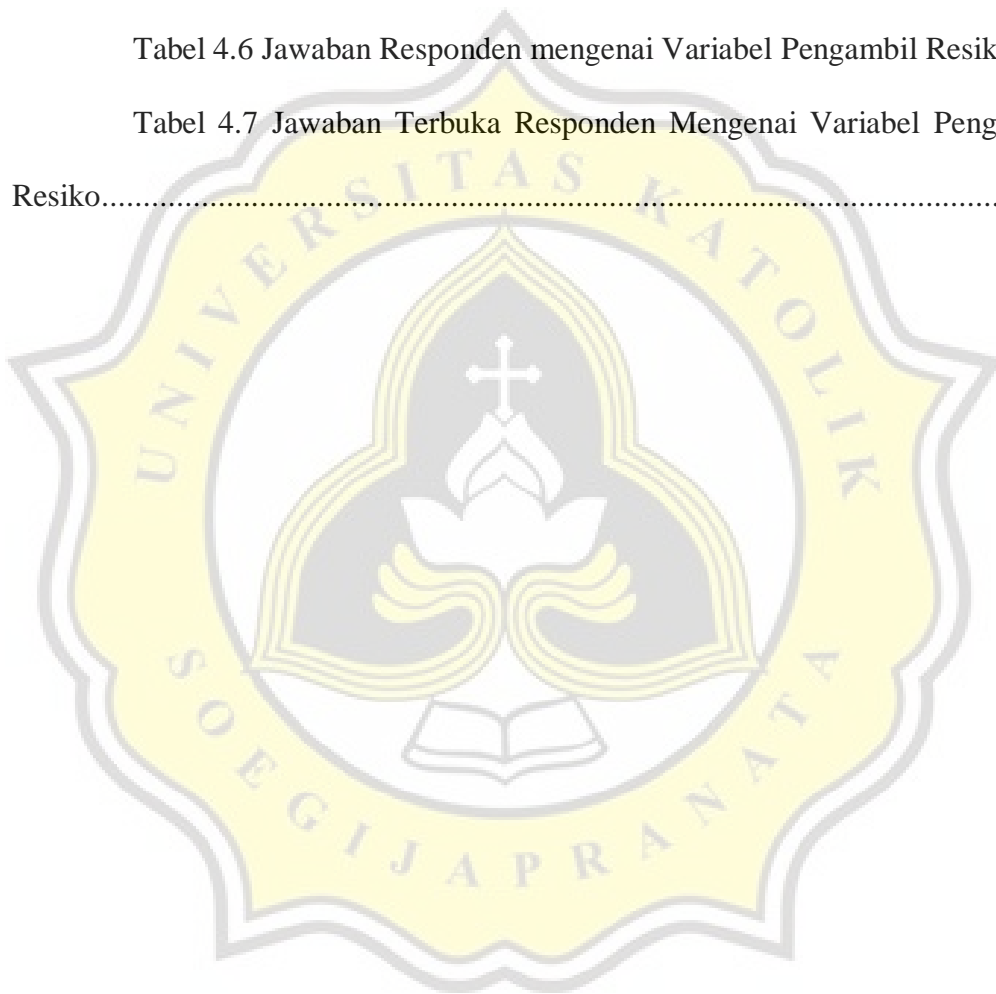 Tabel 4.6 Jawaban Responden mengenai Variabel Pengambil Resik
Tabel 4.7 Jawaban Terbuka Responden Mengenai Variabel Peng
Resiko.............................................................................................................
UNIVERSITAS KATOLIK
SOEGIJAPRANATA